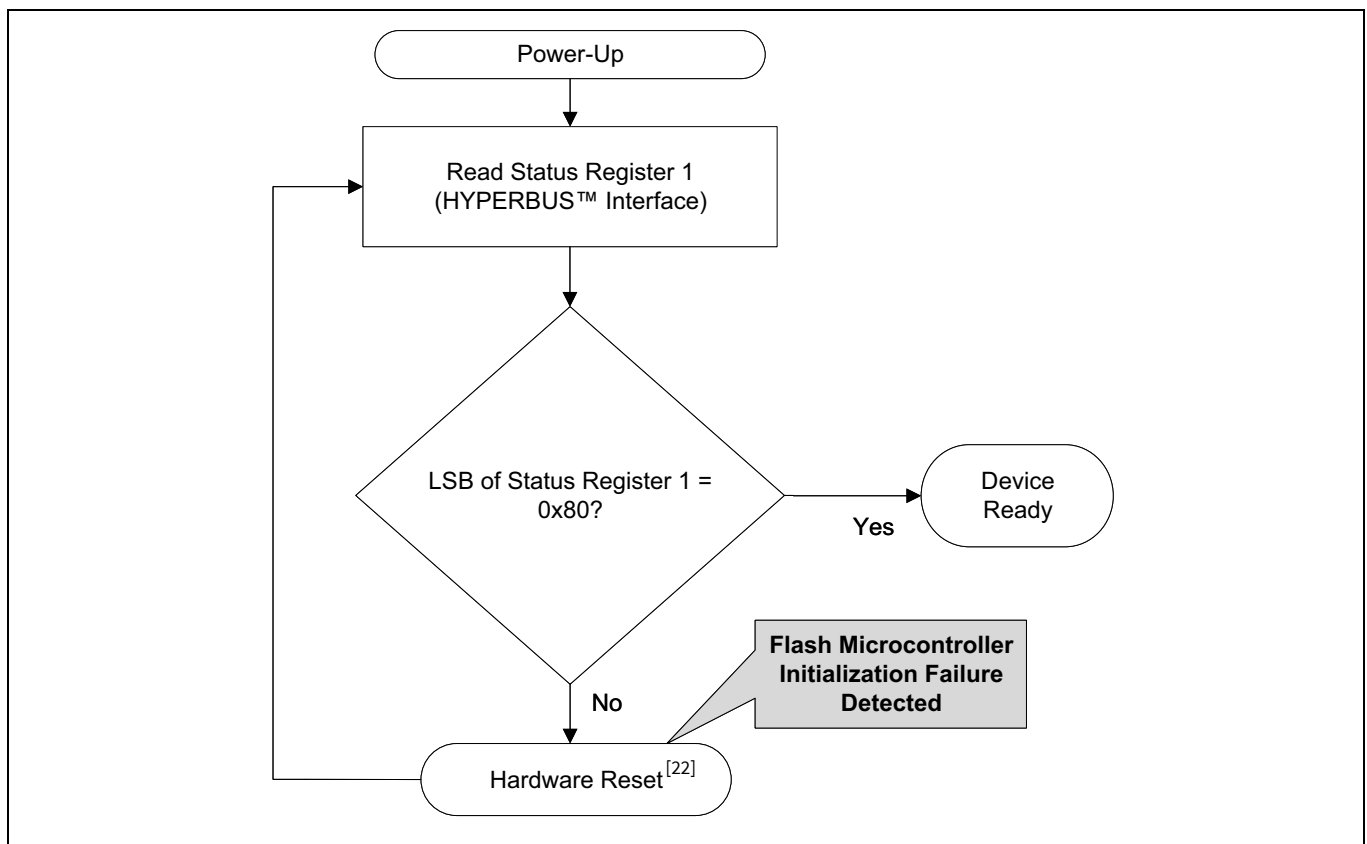 Power-Up
Read Status Register 1
(HYPERBUS™ Interface)
LSB of Status Register 1 =
0x80?
Yes
Device
Ready
No
Flash Microcontroller
Initialization Failure
Detected
Hardware Reset[22]